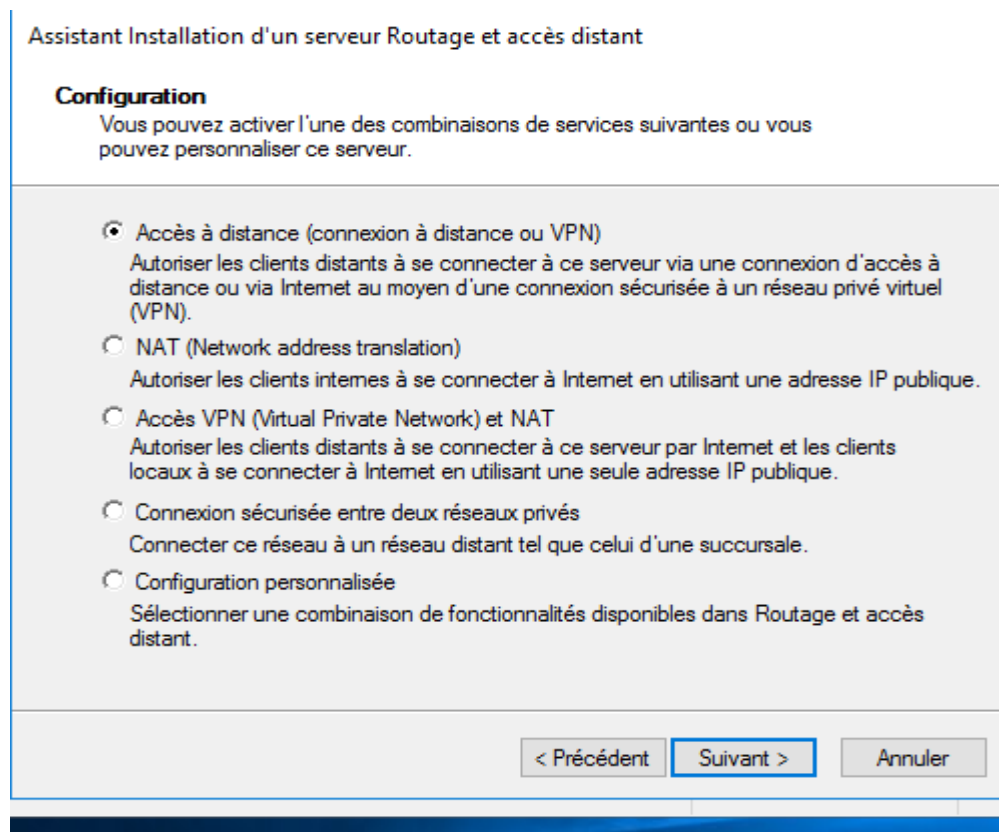 Assistant Installation d'un serveur Routage et accès distant
Configuration
Vous pouvez activer l'une des combinaisons de services suivantes ou vous
pouvez personnaliser ce serveur.
Accès à distance (connexion à distance ou VPN)
Autoriser les clients distants à se connecter à ce serveur via une connexion d'accès à
distance ou via Internet au moyen d'une connexion sécurisée à un réseau privé virtuel
(VPN).
NAT (Network address translation)
Autoriser les clients internes à se connecter à Internet en utilisant une adresse IP publique.
Accès VPN (Virtual Private Network) et NAT
Autoriser les clients distants à se connecter à ce serveur par Internet et les clients
locaux à se connecter à Internet en utilisant une seule adresse IP publique.
Connexion sécurisée entre deux réseaux privés
Connecter ce réseau à un réseau distant tel que celui d'une succursale.
Configuration personnalisée
Sélectionner une combinaison de fonctionnalités disponibles dans Routage et accès
distant.
< Précédent Suivant > Annuler